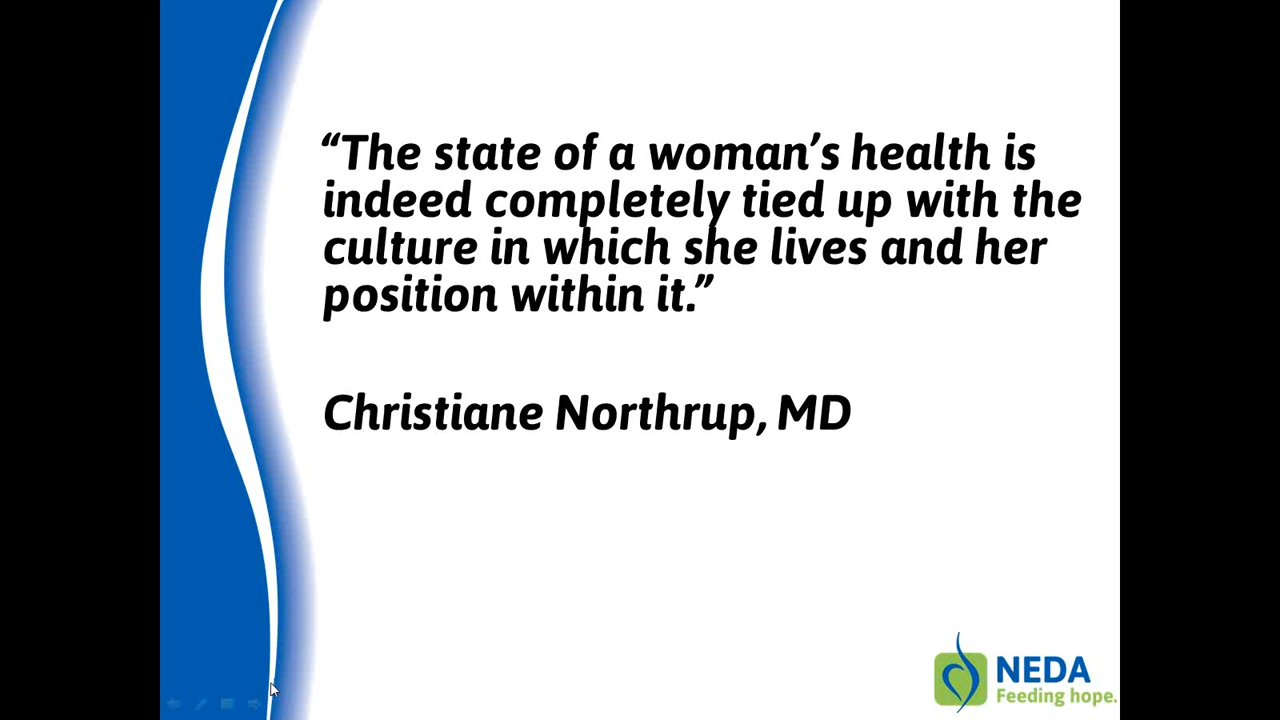 “The state of a woman’s health is
indeed completely tied up with the
culture in which she lives and her
position within it.”
Christiane Northrup, MD
NEDA
Feeding hope.